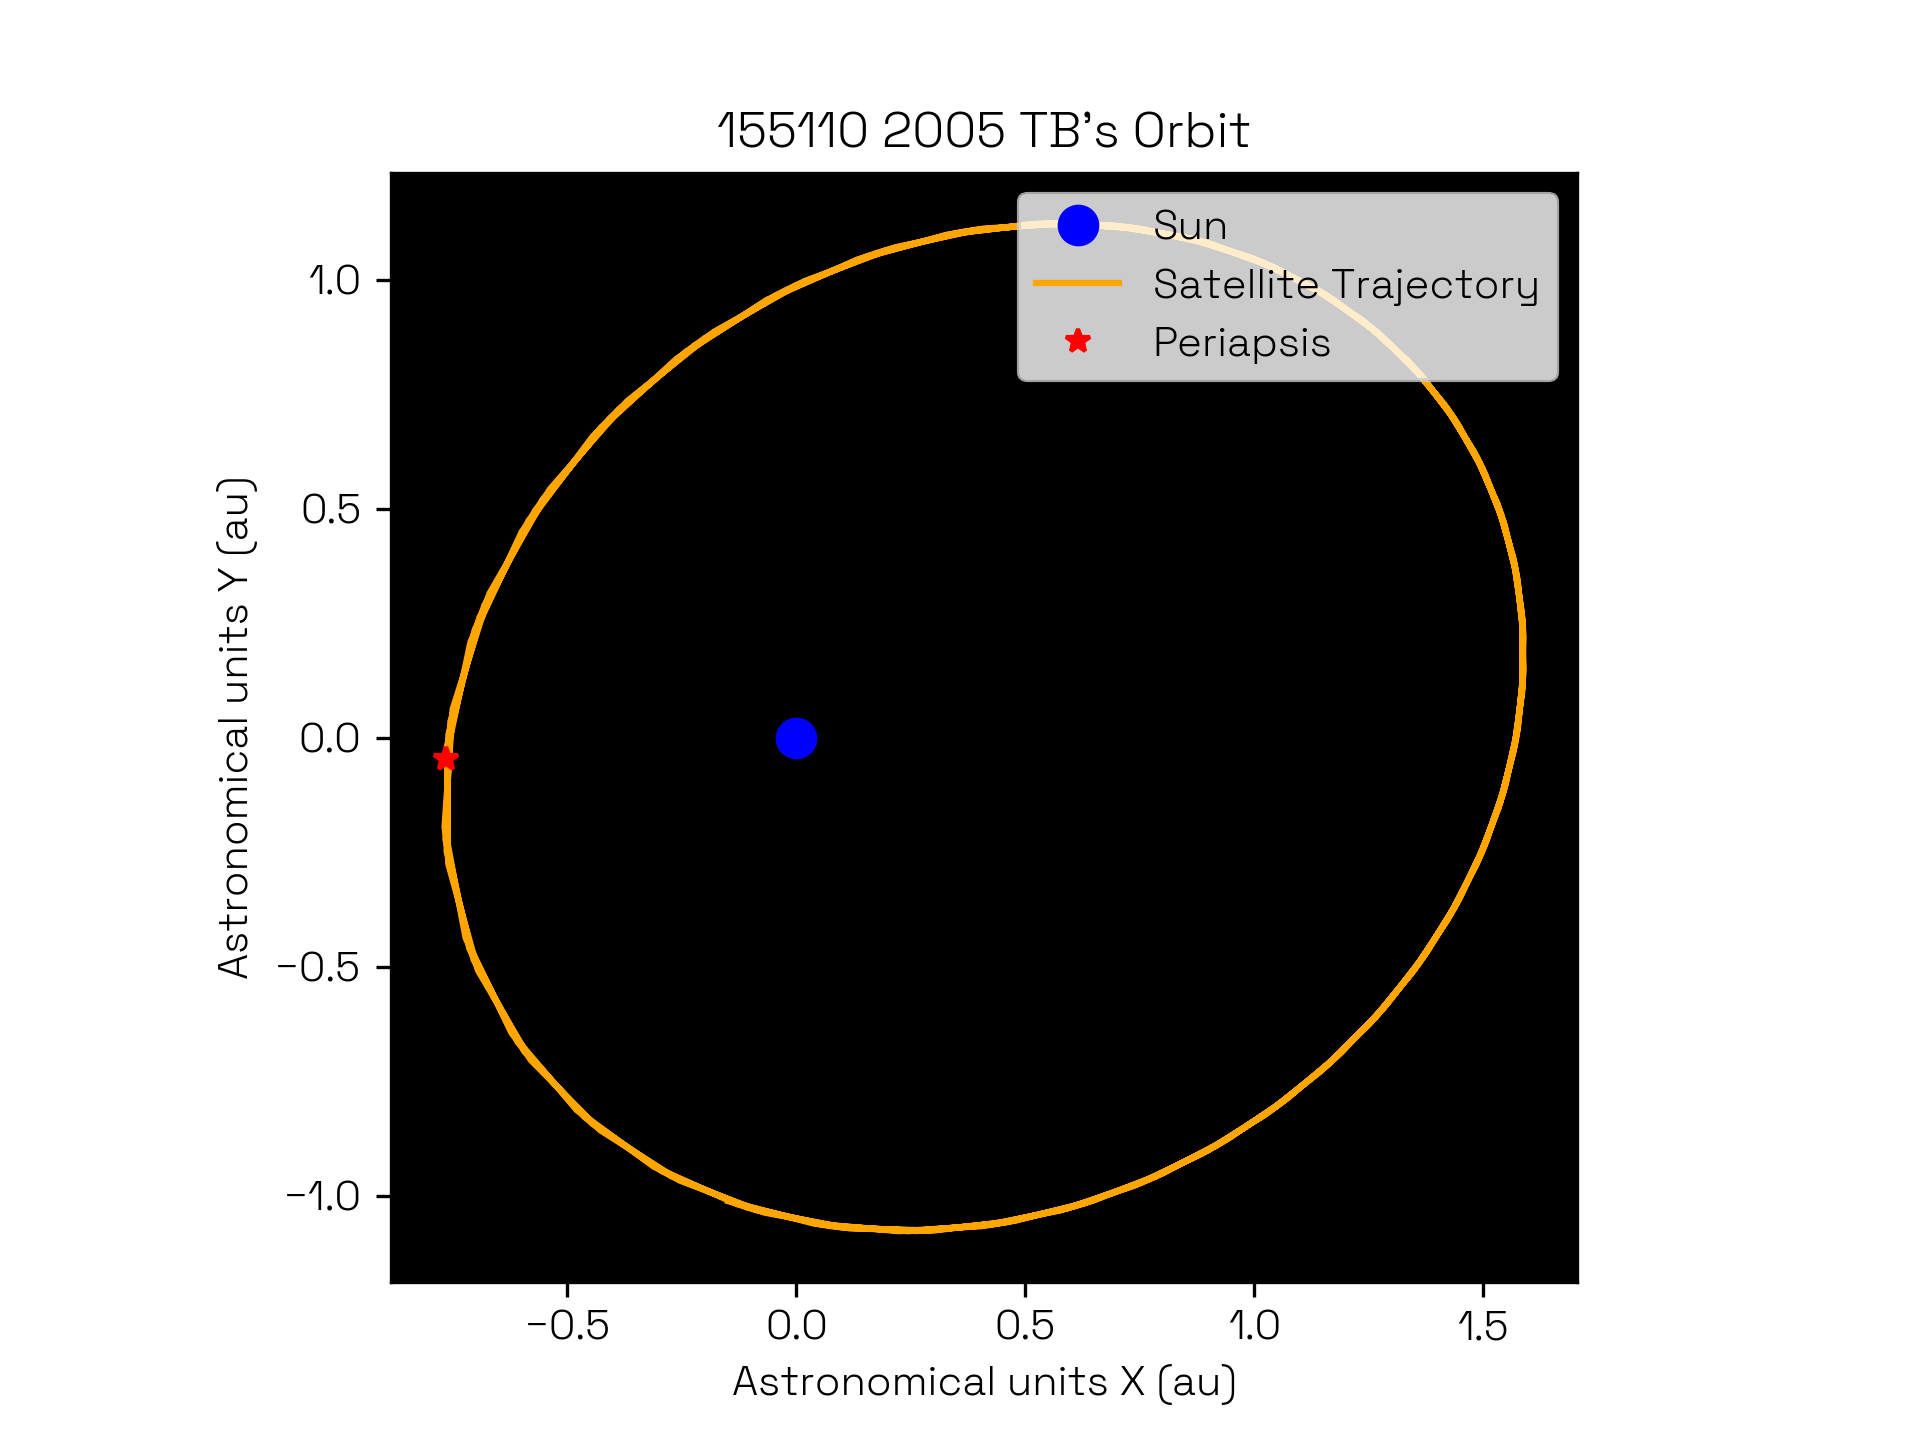 155110 2005 TB's Orbit
Sun
Satellite Trajectory
Periapsis
1.0
0.5
0.0
−0.5
−1.0
Astronomical units Y (au)
−0.5 0.0 0.5 1.0 1.5
Astronomical units X (au)